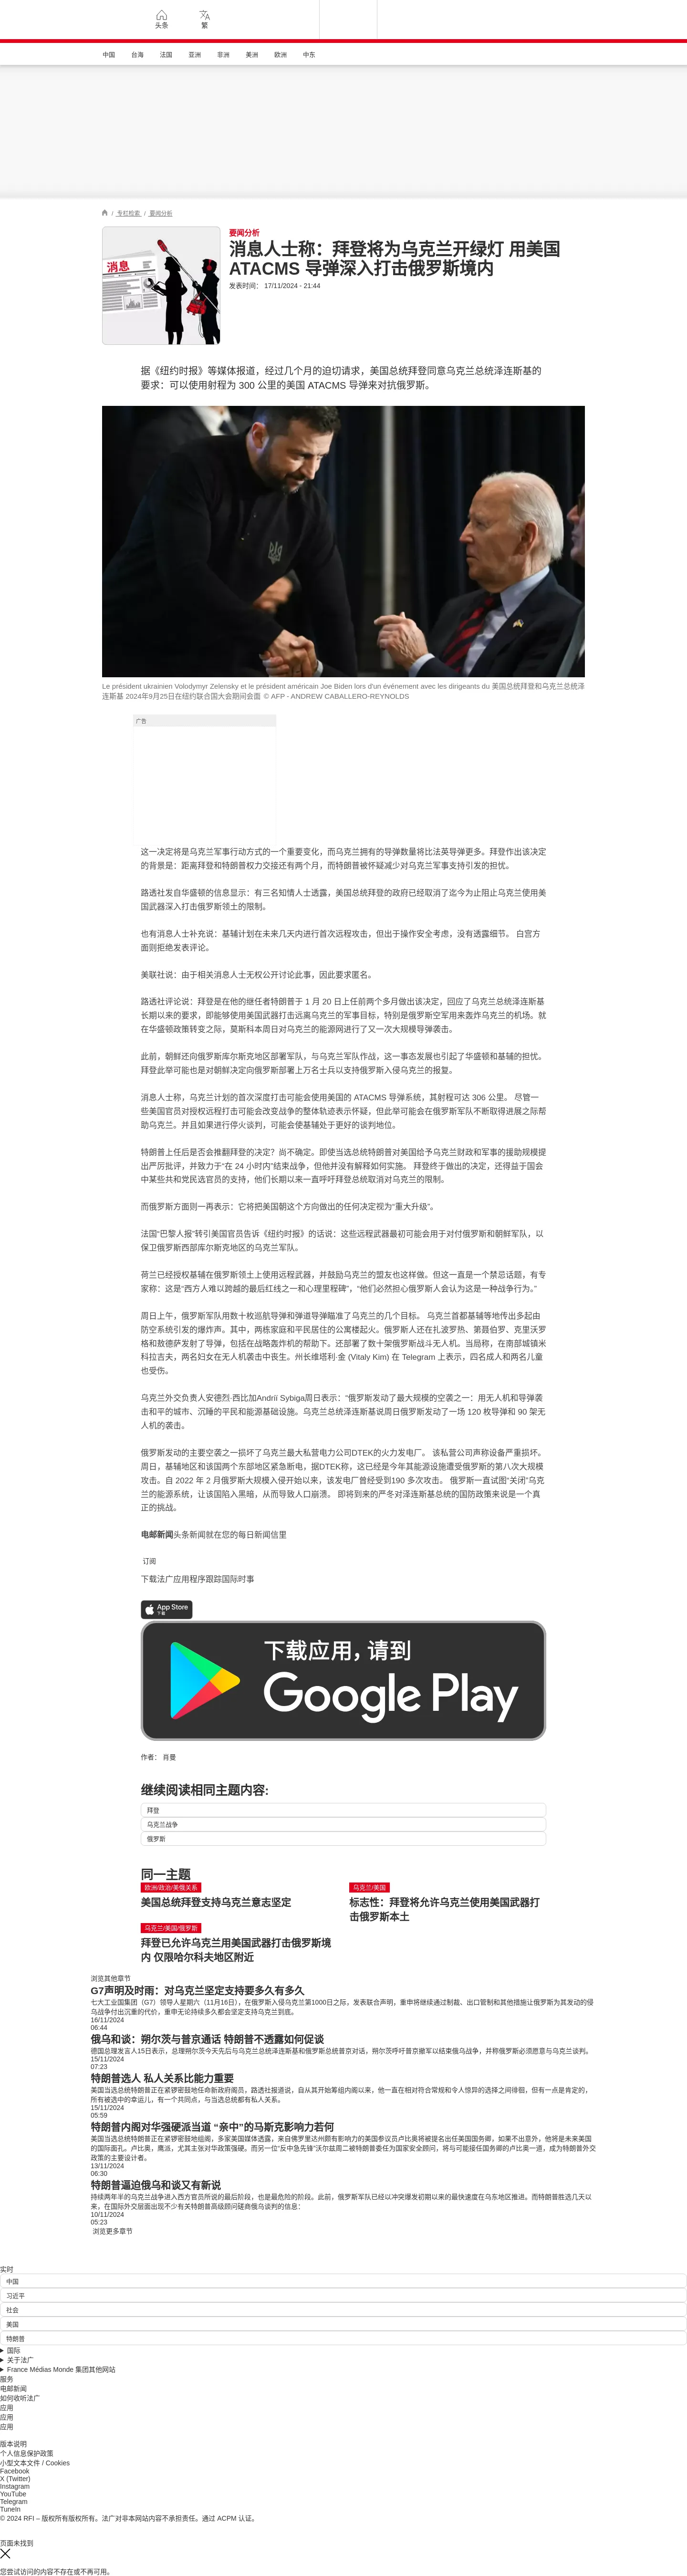 头条
繁
中国
台海
法国
亚洲
非洲
美洲
欧洲
中东
/ 专栏检索 / 要闻分析
消息
要闻分析
消息人士称：拜登将为乌克兰开绿灯 用美国
ATACMS 导弹深入打击俄罗斯境内
发表时间： 17/11/2024 - 21:44
据《纽约时报》等媒体报道，经过几个月的迫切请求，美国总统拜登同意乌克兰总统泽连斯基的
要求：可以使用射程为 300 公里的美国 ATACMS 导弹来对抗俄罗斯。
Le président ukrainien Volodymyr Zelensky et le président américain Joe Biden lors d'un événement avec les dirigeants du 美国总统拜登和乌克兰总统泽
连斯基 2024年9月25日在纽约联合国大会期间会面 © AFP - ANDREW CABALLERO-REYNOLDS
广告
这一决定将是乌克兰军事行动方式的一个重要变化，而乌克兰拥有的导弹数量将比法英导弹更多。拜登作出该决定
的背景是：距离拜登和特朗普权力交接还有两个月，而特朗普被怀疑减少对乌克兰军事支持引发的担忧。
路透社发自华盛顿的信息显示：有三名知情人士透露，美国总统拜登的政府已经取消了迄今为止阻止乌克兰使用美
国武器深入打击俄罗斯领土的限制。
也有消息人士补充说：基辅计划在未来几天内进行首次远程攻击，但出于操作安全考虑，没有透露细节。 白宫方
面则拒绝发表评论。
美联社说：由于相关消息人士无权公开讨论此事，因此要求匿名。
路透社评论说：拜登是在他的继任者特朗普于 1 月 20 日上任前两个多月做出该决定，回应了乌克兰总统泽连斯基
长期以来的要求，即能够使用美国武器打击远离乌克兰的军事目标，特别是俄罗斯空军用来轰炸乌克兰的机场。就
在华盛顿政策转变之际，莫斯科本周日对乌克兰的能源网进行了又一次大规模导弹袭击。
此前，朝鲜还向俄罗斯库尔斯克地区部署军队，与乌克兰军队作战，这一事态发展也引起了华盛顿和基辅的担忧。
拜登此举可能也是对朝鲜决定向俄罗斯部署上万名士兵以支持俄罗斯入侵乌克兰的报复。
消息人士称，乌克兰计划的首次深度打击可能会使用美国的 ATACMS 导弹系统，其射程可达 306 公里。 尽管一
些美国官员对授权远程打击可能会改变战争的整体轨迹表示怀疑，但此举可能会在俄罗斯军队不断取得进展之际帮
助乌克兰。并且如果进行停火谈判，可能会使基辅处于更好的谈判地位。
特朗普上任后是否会推翻拜登的决定？尚不确定。即使当选总统特朗普对美国给予乌克兰财政和军事的援助规模提
出严厉批评，并致力于“在 24 小时内”结束战争，但他并没有解释如何实施。 拜登终于做出的决定，还得益于国会
中某些共和党民选官员的支持，他们长期以来一直呼吁拜登总统取消对乌克兰的限制。
而俄罗斯方面则一再表示：它将把美国朝这个方向做出的任何决定视为“重大升级”。
法国“巴黎人报”转引美国官员告诉《纽约时报》的话说：这些远程武器最初可能会用于对付俄罗斯和朝鲜军队，以
保卫俄罗斯西部库尔斯克地区的乌克兰军队。
荷兰已经授权基辅在俄罗斯领土上使用远程武器，并鼓励乌克兰的盟友也这样做。但这一直是一个禁忌话题，有专
家称：这是“西方人难以跨越的最后红线之一和心理里程碑”，“他们必然担心俄罗斯人会认为这是一种战争行为。”
周日上午，俄罗斯军队用数十枚巡航导弹和弹道导弹瞄准了乌克兰的几个目标。 乌克兰首都基辅等地传出多起由
防空系统引发的爆炸声。其中，两栋家庭和平民居住的公寓楼起火。俄罗斯人还在扎波罗热、第聂伯罗、克里沃罗
格和敖德萨发射了导弹，包括在战略轰炸机的帮助下。还部署了数十架俄罗斯战斗无人机。当局称，在南部城镇米
科拉吉夫，两名妇女在无人机袭击中丧生。州长维塔利·金 (Vitaly Kim) 在 Telegram 上表示，四名成人和两名儿童
也受伤。
乌克兰外交负责人安德烈·西比加Andrii Sybiga周日表示：“俄罗斯发动了最大规模的空袭之一：用无人机和导弹袭
击和平的城市、沉睡的平民和能源基础设施。乌克兰总统泽连斯基说周日俄罗斯发动了一场 120 枚导弹和 90 架无
人机的袭击。
俄罗斯发动的主要空袭之一损坏了乌克兰最大私营电力公司DTEK的火力发电厂。 该私营公司声称设备严重损坏。
周日，基辅地区和该国两个东部地区紧急断电，据DTEK称，这已经是今年其能源设施遭受俄罗斯的第八次大规模
攻击。自 2022 年 2 月俄罗斯大规模入侵开始以来，该发电厂曾经受到190 多次攻击。 俄罗斯一直试图“关闭”乌克
兰的能源系统，让该国陷入黑暗，从而导致人口崩溃。 即将到来的严冬对泽连斯基总统的国防政策来说是一个真
正的挑战。
电邮新闻头条新闻就在您的每日新闻信里
订阅
下载法广应用程序跟踪国际时事
App Store
下载
下载应用，请到
Google Play
作者： 肖曼
继续阅读相同主题内容:
拜登
乌克兰战争
俄罗斯
同一主题
欧洲/政治/美俄关系
美国总统拜登支持乌克兰意志坚定
乌克兰/美国
标志性：拜登将允许乌克兰使用美国武器打
击俄罗斯本土
乌克兰/美国/俄罗斯
拜登已允许乌克兰用美国武器打击俄罗斯境
内 仅限哈尔科夫地区附近
浏览其他章节
G7声明及时雨：对乌克兰坚定支持要多久有多久
七大工业国集团（G7）领导人星期六（11月16日），在俄罗斯入侵乌克兰第1000日之际，发表联合声明，重申将继续通过制裁、出口管制和其他措施让俄罗斯为其发动的侵
乌战争付出沉重的代价，重申无论持续多久都会坚定支持乌克兰到底。
16/11/2024
06:44
俄乌和谈：朔尔茨与普京通话 特朗普不透露如何促谈
德国总理发言人15日表示，总理朔尔茨今天先后与乌克兰总统泽连斯基和俄罗斯总统普京对话，朔尔茨呼吁普京撤军以结束俄乌战争，并称俄罗斯必须愿意与乌克兰谈判。
15/11/2024
07:23
特朗普选人 私人关系比能力重要
美国当选总统特朗普正在紧锣密鼓地任命新政府阁员，路透社报道说，自从其开始筹组内阁以来，他一直在相对符合常规和令人惊异的选择之间徘徊，但有一点是肯定的，
所有被选中的幸运儿，有一个共同点，与当选总统都有私人关系。
15/11/2024
05:59
特朗普内阁对华强硬派当道 “亲中”的马斯克影响力若何
美国当选总统特朗普正在紧锣密鼓地组阁，多家美国媒体透露，来自佛罗里达州颇有影响力的美国参议员卢比奥将被提名出任美国国务卿，如果不出意外，他将是未来美国
的国际面孔。卢比奥，鹰派，尤其主张对华政策强硬。而另一位“反中急先锋”沃尔兹周二被特朗普委任为国家安全顾问，将与可能接任国务卿的卢比奥一道，成为特朗普外交
政策的主要设计者。
13/11/2024
06:30
特朗普逼迫俄乌和谈又有新说
持续两年半的乌克兰战争进入西方官员所说的最后阶段，也是最危险的阶段。此前，俄罗斯军队已经以冲突爆发初期以来的最快速度在乌东地区推进。而特朗普胜选几天以
来，在国际外交层面出现不少有关特朗普高级顾问磋商俄乌谈判的信息：
10/11/2024
05:23
浏览更多章节
实时
中国
习近平
社会
美国
特朗普
国际
关于法广
France Médias Monde 集团其他网站
服务
电邮新闻
如何收听法广
应用
应用
应用
版本说明
个人信息保护政策
小型文本文件 / Cookies
Facebook
X (Twitter)
Instagram
YouTube
Telegram
TuneIn
© 2024 RFI – 版权所有版权所有。法广对非本网站内容不承担责任。通过 ACPM 认证。
页面未找到
您尝试访问的内容不存在或不再可用。